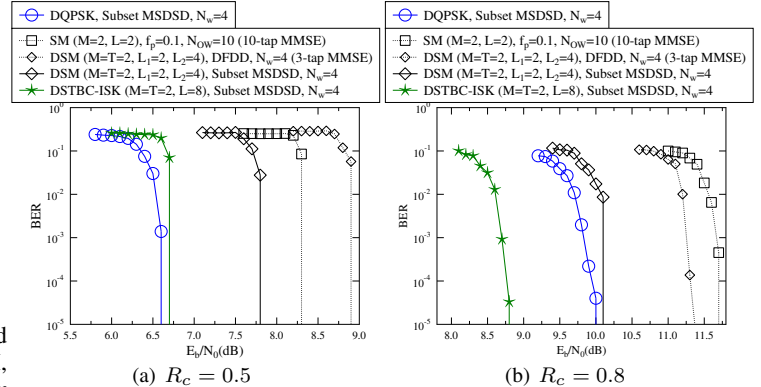 DQPSK, Subset MSDSD, N_w=4
SM (M=2, L=2), f_p=0.1, N_OW=10 (10-tap MMSE)
DSM (M=T=2, L_1=2, L_2=4), DFDD, N_w=4 (3-tap MMSE)
DSM (M=T=2, L_1=2, L_2=4), Subset MSDSD, N_w=4
DSTBC-ISK (M=T=2, L=8), Subset MSDSD, N_w=4
10^0
10^-1
10^-2
10^-3
10^-4
10^-5
BER
6.0 6.5 7.0 7.5 8.0 8.5 9.0
E_b/N_0(dB)
(a) R_c = 0.5
DQPSK, Subset MSDSD, N_w=4
SM (M=2, L=2), f_p=0.1, N_OW=10 (10-tap MMSE)
DSM (M=T=2, L_1=2, L_2=4), DFDD, N_w=4 (3-tap MMSE)
DSM (M=T=2, L_1=2, L_2=4), Subset MSDSD, N_w=4
DSTBC-ISK (M=T=2, L=8), Subset MSDSD, N_w=4
10^0
10^-1
10^-2
10^-3
10^-4
10^-5
BER
8.0 8.5 9.0 9.5 10.0 10.5 11.0 11.5
E_b/N_0(dB)
(b) R_c = 0.8